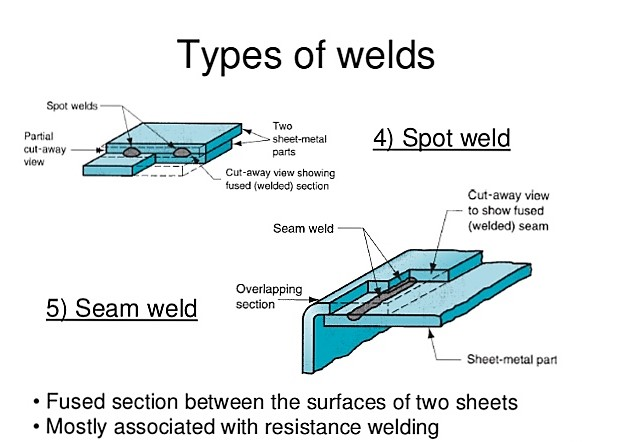 Types of welds
Spot welds
Partial
cut-away
view
Two
sheet-metal
parts
Cut-away view showing
fused (welded) section
4) Spot weld
Cut-away view
to show fused
(welded) seam
Seam weld
Overlapping
section
5) Seam weld
Sheet-metal part
• Fused section between the surfaces of two sheets
• Mostly associated with resistance welding